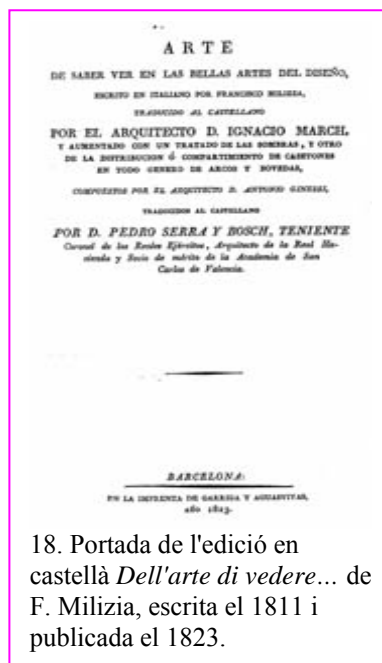 ARTE
DE SABER VER EN LAS BELLAS ARTES DEL DISEÑO,
ESCRITO EN ITALIANO POR FRANCISCO MILIZIA,
TRADUCIDO AL CASTELLANO
POR EL ARQUITECTO D. IGNACIO MARCH,
Y AUMENTADO CON UN TRATADO DE LAS SOMBRAS, Y OTRO
DE LA DISTRIBUCION Ó COMPARTIMIENTO DE CASETONES
EN TODO GENERO DE ARCOS Y BOVEDAS,
COMPUESTOS POR EL ARQUITECTO D. ANTONIO GINESSI,
TRADUCIDOS AL CASTELLANO
POR D. PEDRO SERRA Y BOSCH, TENIENTE
Coronel de los Reales Ejércitos, Arquitecto de la Real Ha-
cienda y Socio de mérito de la Academia de San
Carlos de Valencia.
BARCELONA:
EN LA IMPRENTA DE GARRIGA Y AGUASVIVAS,
año 1823.
18. Portada de l'edició en
castellà Dell'arte di vedere… de
F. Milizia, escrita el 1811 i
publicada el 1823.